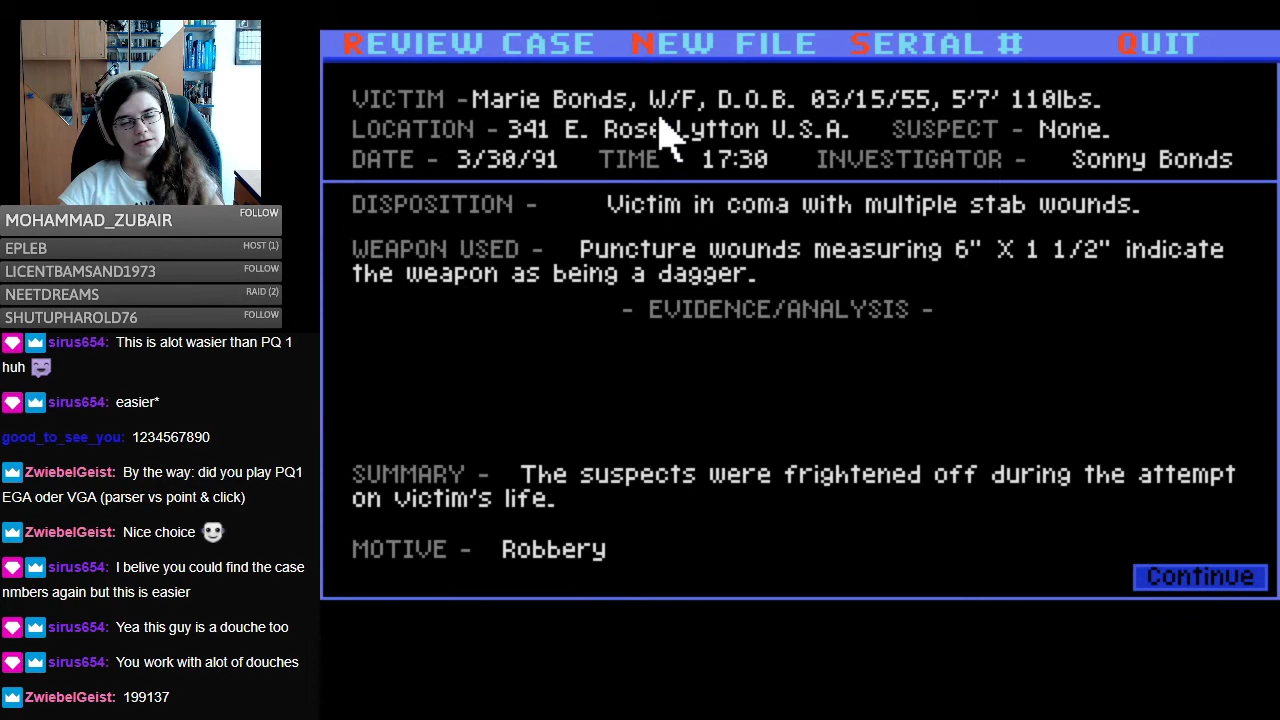 REVIEW CASE NEW FILE SERIAL # QUIT
VICTIM -Marie Bonds, W/F, D.O.B. 03/15/55, 5'7' 110lbs.
LOCATION - 341 E. Rose Lytton U.S.A. SUSPECT - None.
DATE - 3/30/91 TIME 17:30 INVESTIGATOR - Sonny Bonds
DISPOSITION - Victim in coma with multiple stab wounds.
WEAPON USED - Puncture wounds measuring 6" X 1 1/2" indicate
the weapon as being a dagger.
- EVIDENCE/ANALYSIS -
SUMMARY - The suspects were frightened off during the attempt
on victim's life.
MOTIVE - Robbery
Continue
MOHAMMAD_ZUBAIR FOLLOW
EPLEB HOST (1)
LICENTBAMSAND1973 FOLLOW
NEETDREAMS RAID (2)
SHUTUPHAROLD76 FOLLOW
sirus654: This is alot wasier than PQ 1
huh
sirus654: easier*
good_to_see_you: 1234567890
ZwiebelGeist: By the way: did you play PQ1
EGA oder VGA (parser vs point & click)
ZwiebelGeist: Nice choice
sirus654: I belive you could find the case
nmbers again but this is easier
sirus654: Yea this guy is a douche too
sirus654: You work with alot of douches
ZwiebelGeist: 199137